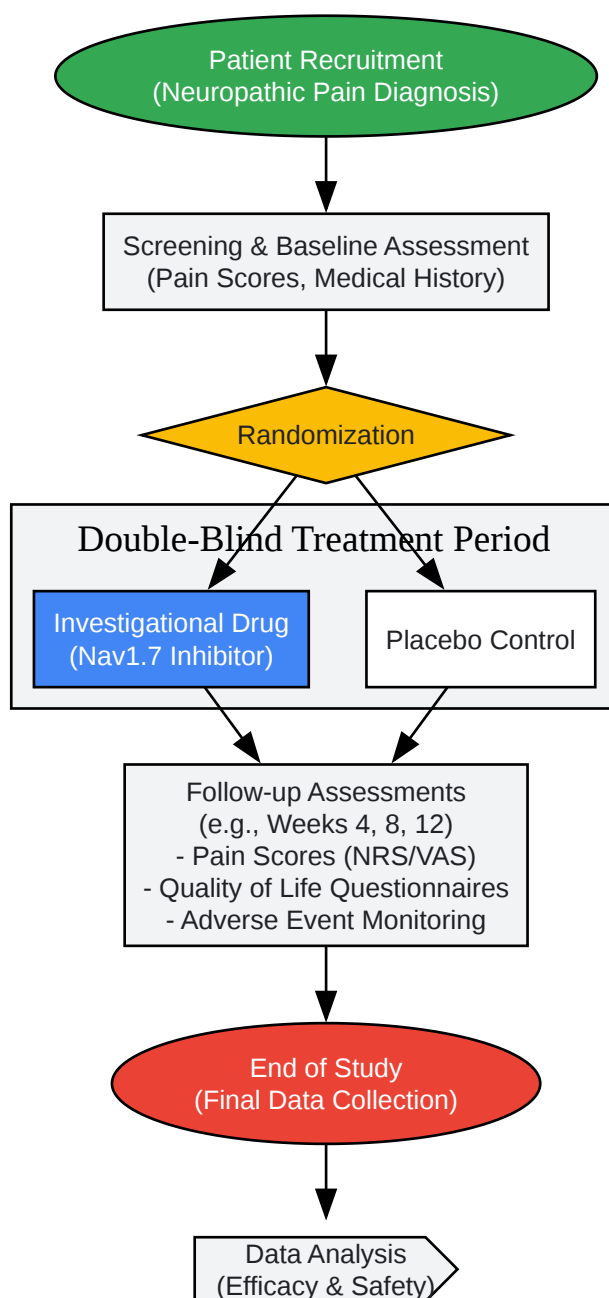 Patient Recruitment
(Neuropathic Pain Diagnosis)
Screening & Baseline Assessment
(Pain Scores, Medical History)
Randomization
Double-Blind Treatment Period
Investigational Drug
(Nav1.7 Inhibitor)
Placebo Control
Follow-up Assessments
(e.g., Weeks 4, 8, 12)
- Pain Scores (NRS/VAS)
- Quality of Life Questionnaires
- Adverse Event Monitoring
End of Study
(Final Data Collection)
Data Analysis
(Efficacy & Safety)